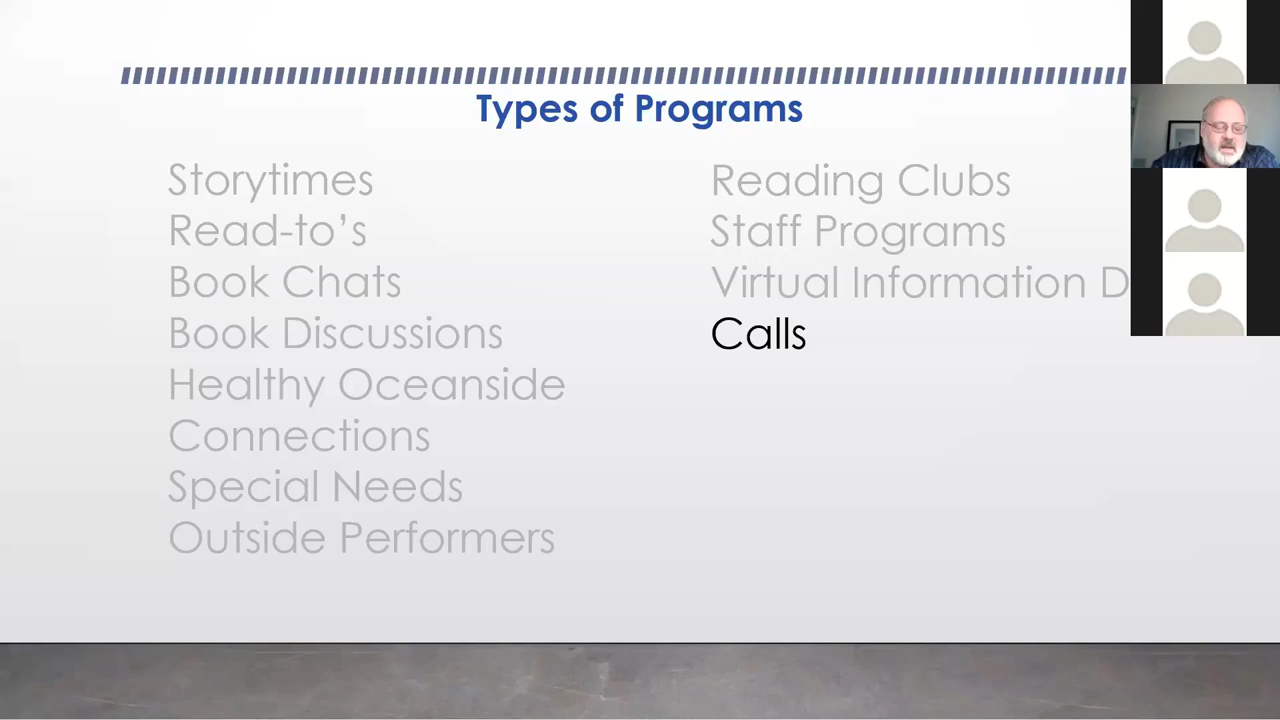 Types of Programs
Storytimes
Read-to’s
Book Chats
Book Discussions
Healthy Oceanside
Connections
Special Needs
Outside Performers
Reading Clubs
Staff Programs
Virtual Information
Calls